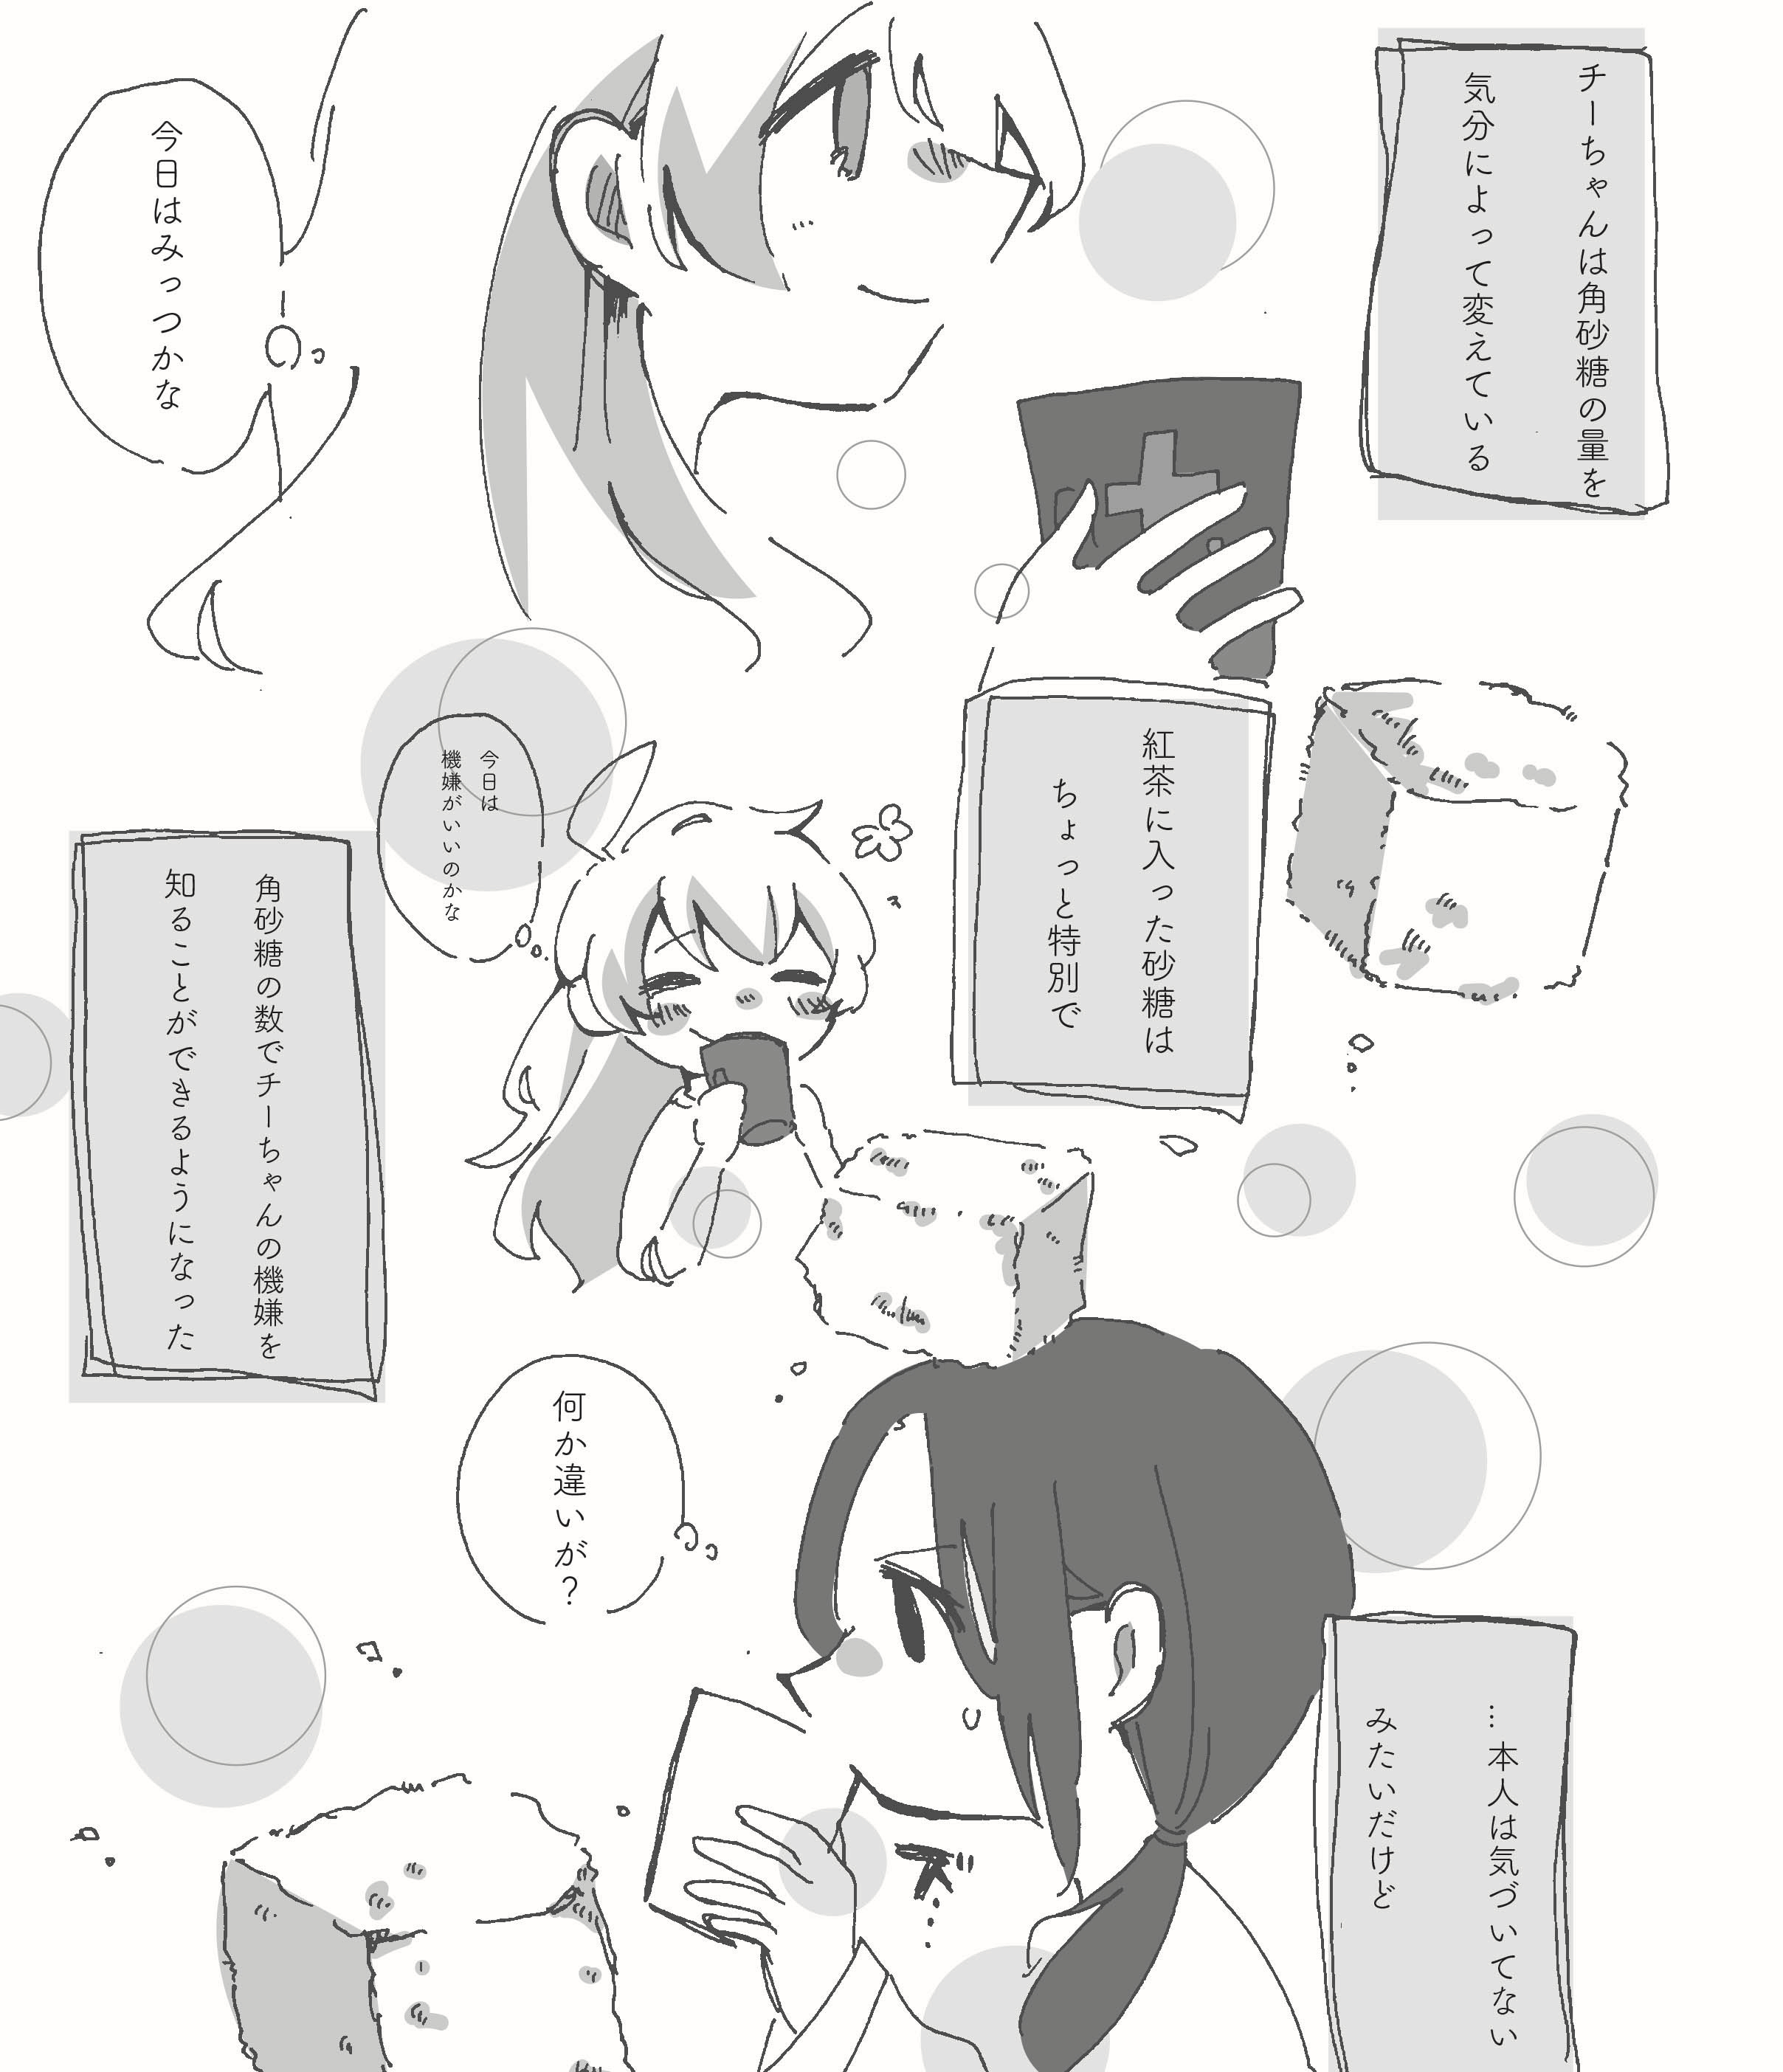 チーちゃんは角砂糖の量を
気分によって変えている
今日はみっつかな
紅茶に入った砂糖は
ちょっと特別で
今日は
機嫌がいいのかな
角砂糖の数でチーちゃんの機嫌を
知ることができるようになった
何か違いが？
…本人は気づいてない
みたいだけど